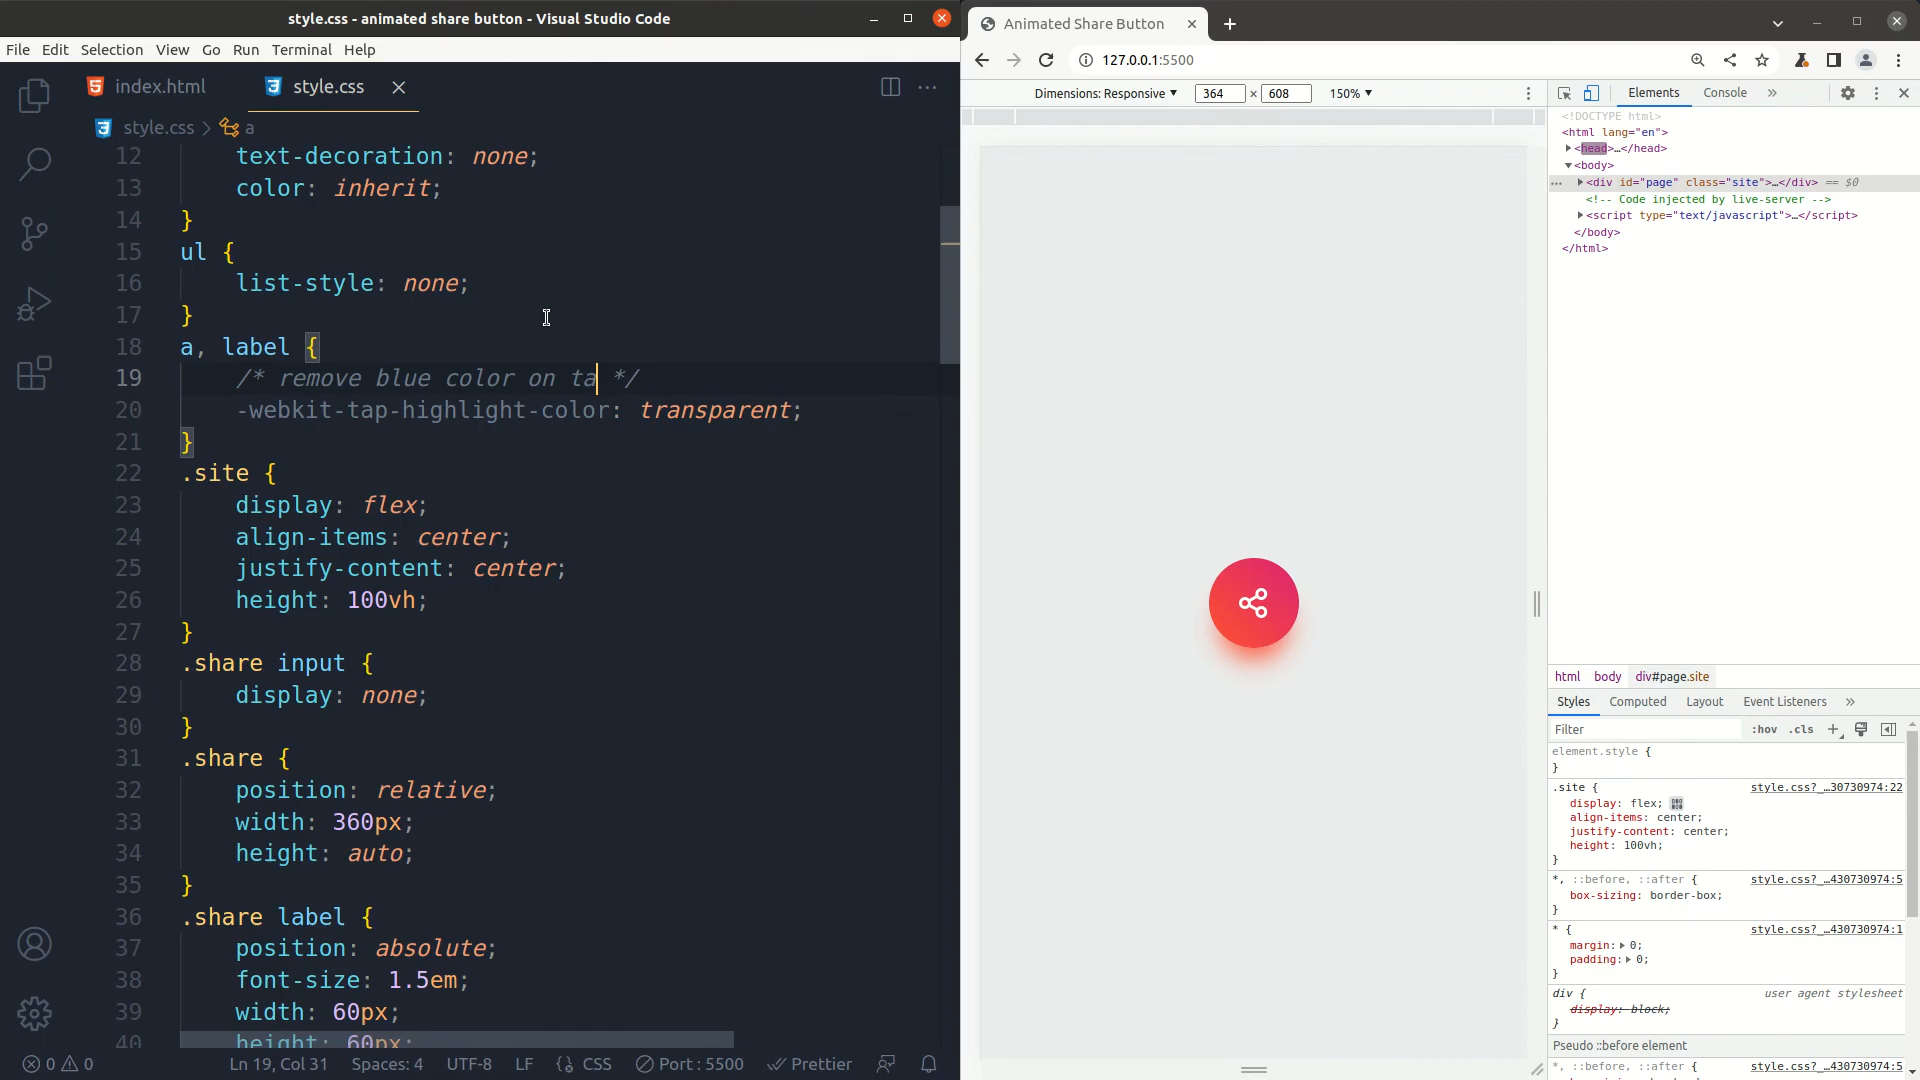 style.css - animated share button - Visual Studio Code
File Edit Selection View Go Run Terminal Help
index.html style.css
style.css > a
12 text-decoration: none;
13 color: inherit;
14 }
15 ul {
16 list-style: none;
17 }
18 a, label {
19 /* remove blue color on ta */
20 -webkit-tap-highlight-color: transparent;
21 }
22 .site {
23 display: flex;
24 align-items: center;
25 justify-content: center;
26 height: 100vh;
27 }
28 .share input {
29 display: none;
30 }
31 .share {
32 position: relative;
33 width: 360px;
34 height: auto;
35 }
36 .share label {
37 position: absolute;
38 font-size: 1.5em;
39 width: 60px;
40 height: 60px;
0 0 Ln 19, Col 31 Spaces: 4 UTF-8 LF {} CSS Port : 5500 Prettier
Animated Share Button
127.0.0.1:5500
Dimensions: Responsive 364 × 608 150%
Elements Console »
<!DOCTYPE html>
<html lang="en">
<head>…</head>
<body>
<div id="page" class="site">…</div> == $0
<!-- Code injected by live-server -->
<script type="text/javascript">…</script>
</body>
</html>
html body div#page.site
Styles Computed Layout Event Listeners »
Filter :hov .cls
element.style {
}
.site { style.css?_…30730974:22
display: flex;
align-items: center;
justify-content: center;
height: 100vh;
}
*, ::before, ::after { style.css?_…430730974:5
box-sizing: border-box;
}
* { style.css?_…430730974:1
margin: 0;
padding: 0;
}
div { user agent stylesheet
display: block;
}
Pseudo ::before element
*, ::before, ::after { style.css?_…430730974:5